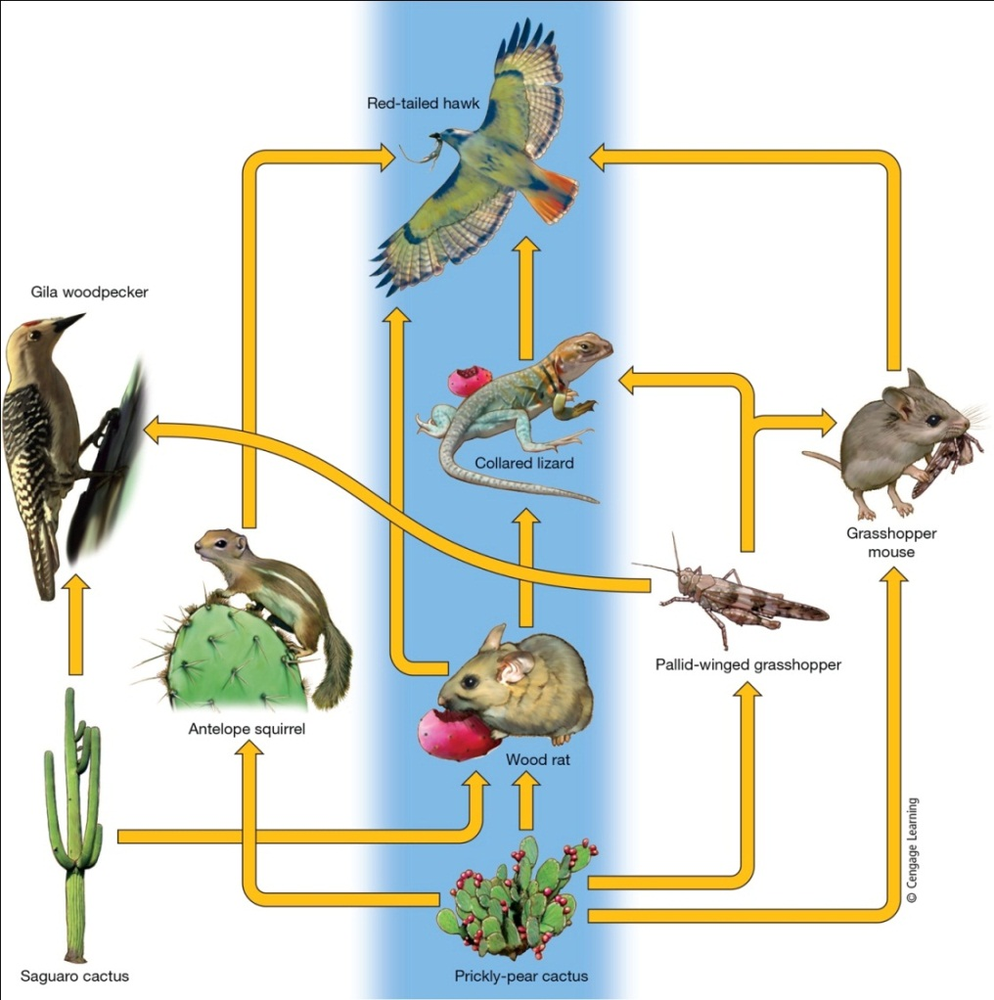 Red-tailed hawk
Gila woodpecker
Collared lizard
Grasshopper
mouse
Pallid-winged grasshopper
Antelope squirrel
Wood rat
© Cengage Learning
Saguaro cactus
Prickly-pear cactus